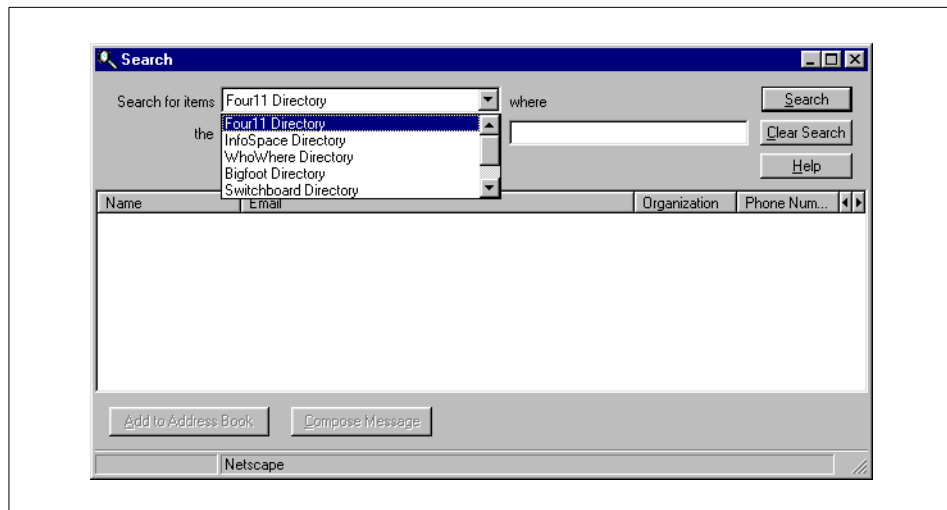 Search
Search for items Four11 Directory where Search
the Four11 Directory Clear Search
InfoSpace Directory
WhoWhere Directory Help
Bigfoot Directory
Switchboard Directory
Name Email Organization Phone Num...
Add to Address Book Compose Message
Netscape